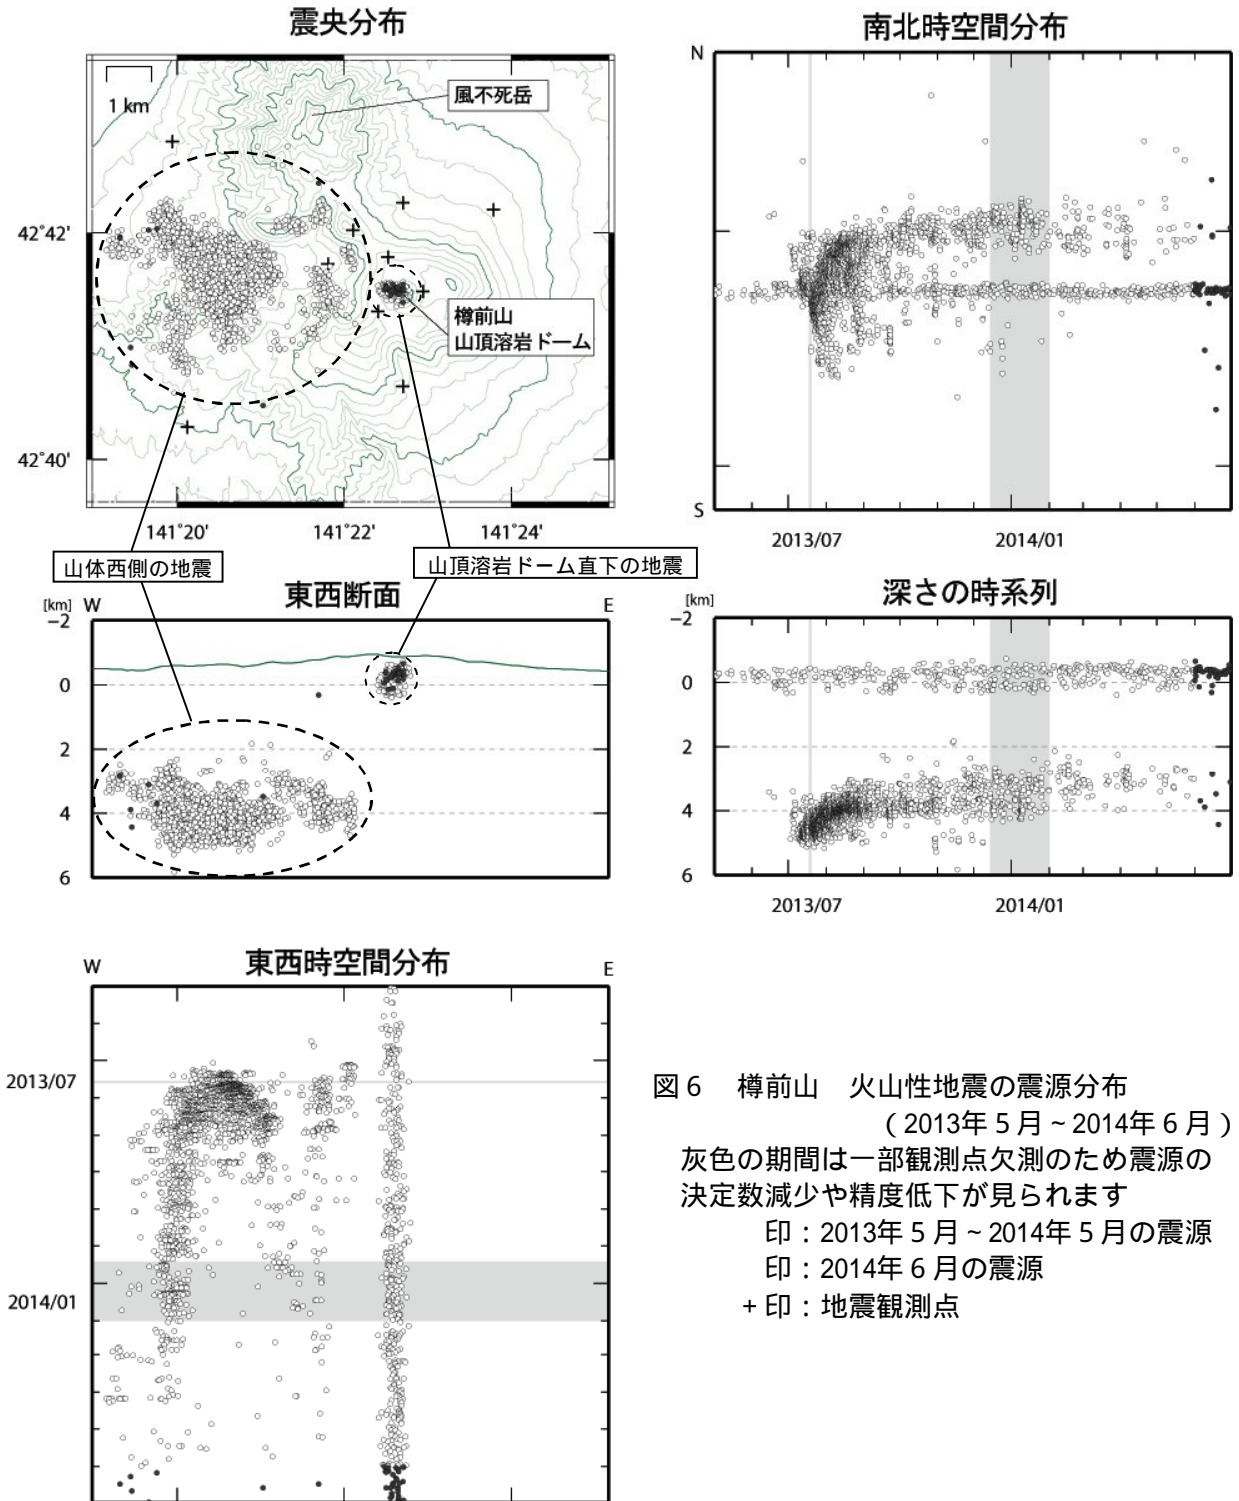 震央分布
1 km
風不死岳
樽前山
山頂溶岩ドーム
42°42'
42°40'
141°20'
141°22'
141°24'
山体西側の地震
山頂溶岩ドーム直下の地震
南北時空間分布
N
S
2013/07
2014/01
東西断面
[km]
W
E
−2
0
2
4
6
深さの時系列
[km]
−2
0
2
4
6
2013/07
2014/01
東西時空間分布
W
E
2013/07
2014/01
図6 樽前山 火山性地震の震源分布
(2013年5月~2014年6月)
灰色の期間は一部観測点欠測のため震源の
決定数減少や精度低下が見られます
印:2013年5月~2014年5月の震源
印:2014年6月の震源
+印:地震観測点